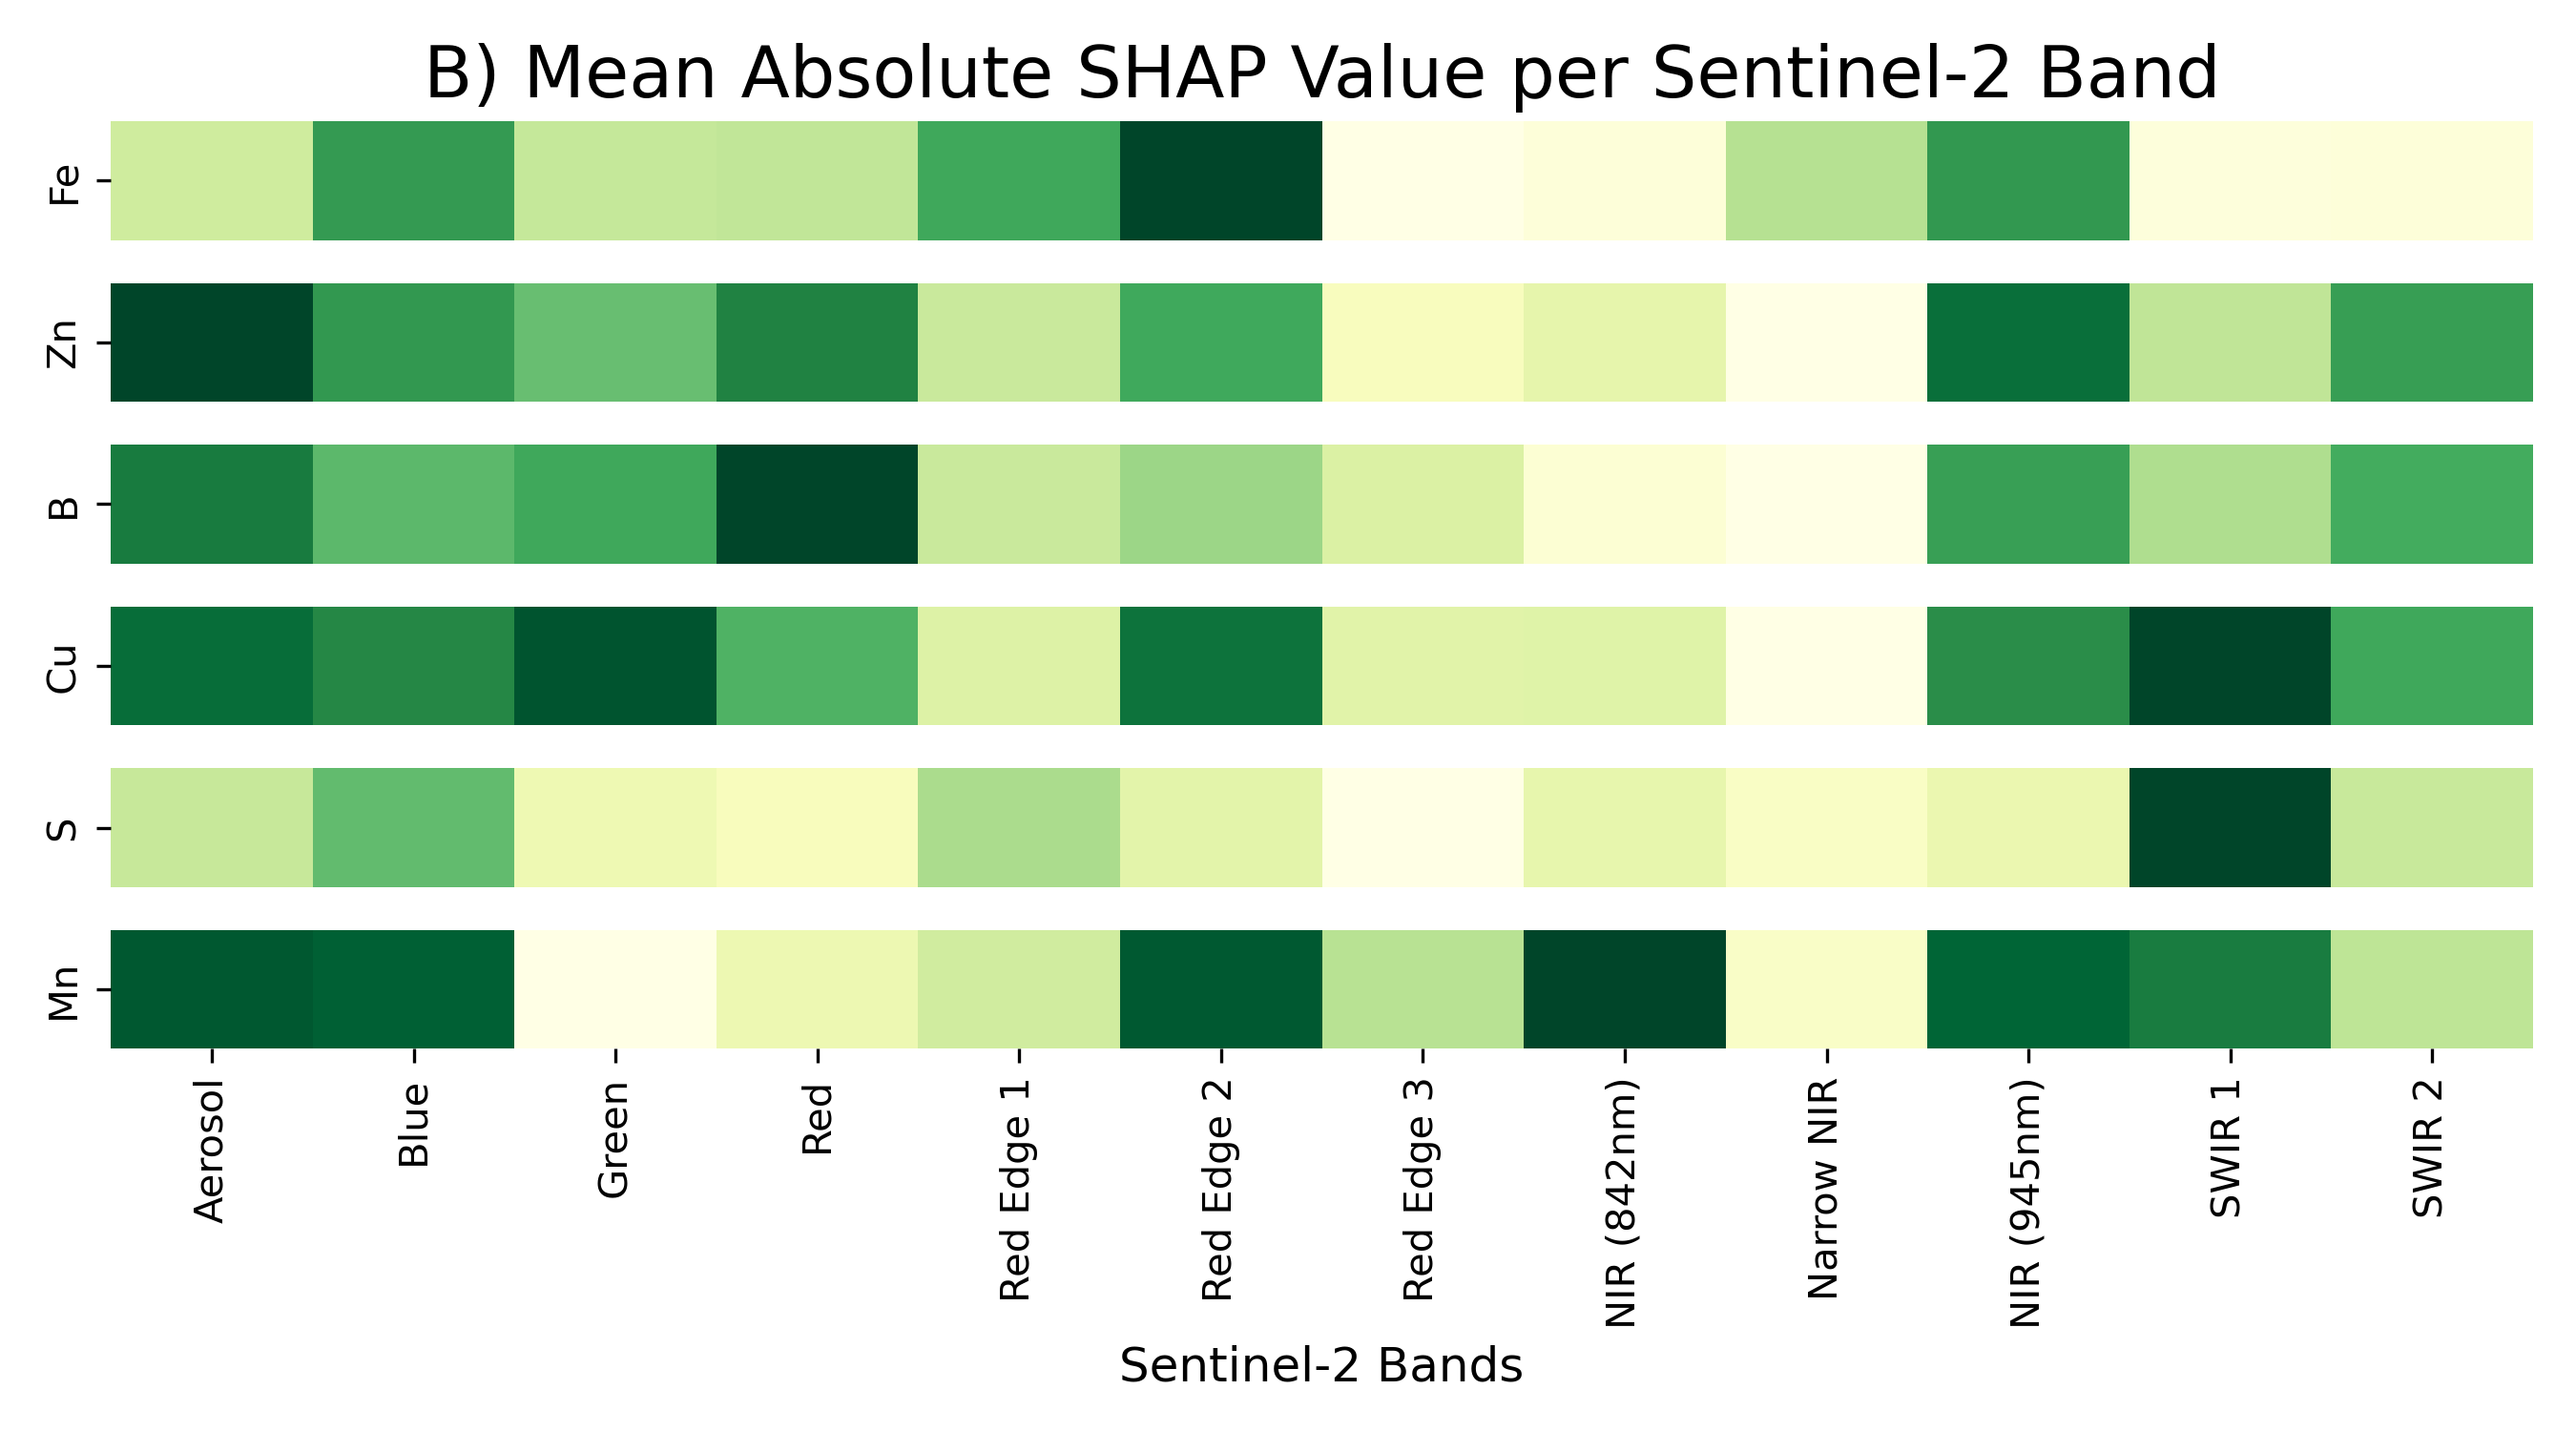 B) Mean Absolute SHAP Value per Sentinel-2 Band
Fe
Zn
B
Cu
S
Mn
Aerosol
Blue
Green
Red
Red Edge 1
Red Edge 2
Red Edge 3
NIR (842nm)
Narrow NIR
NIR (945nm)
SWIR 1
SWIR 2
Sentinel-2 Bands